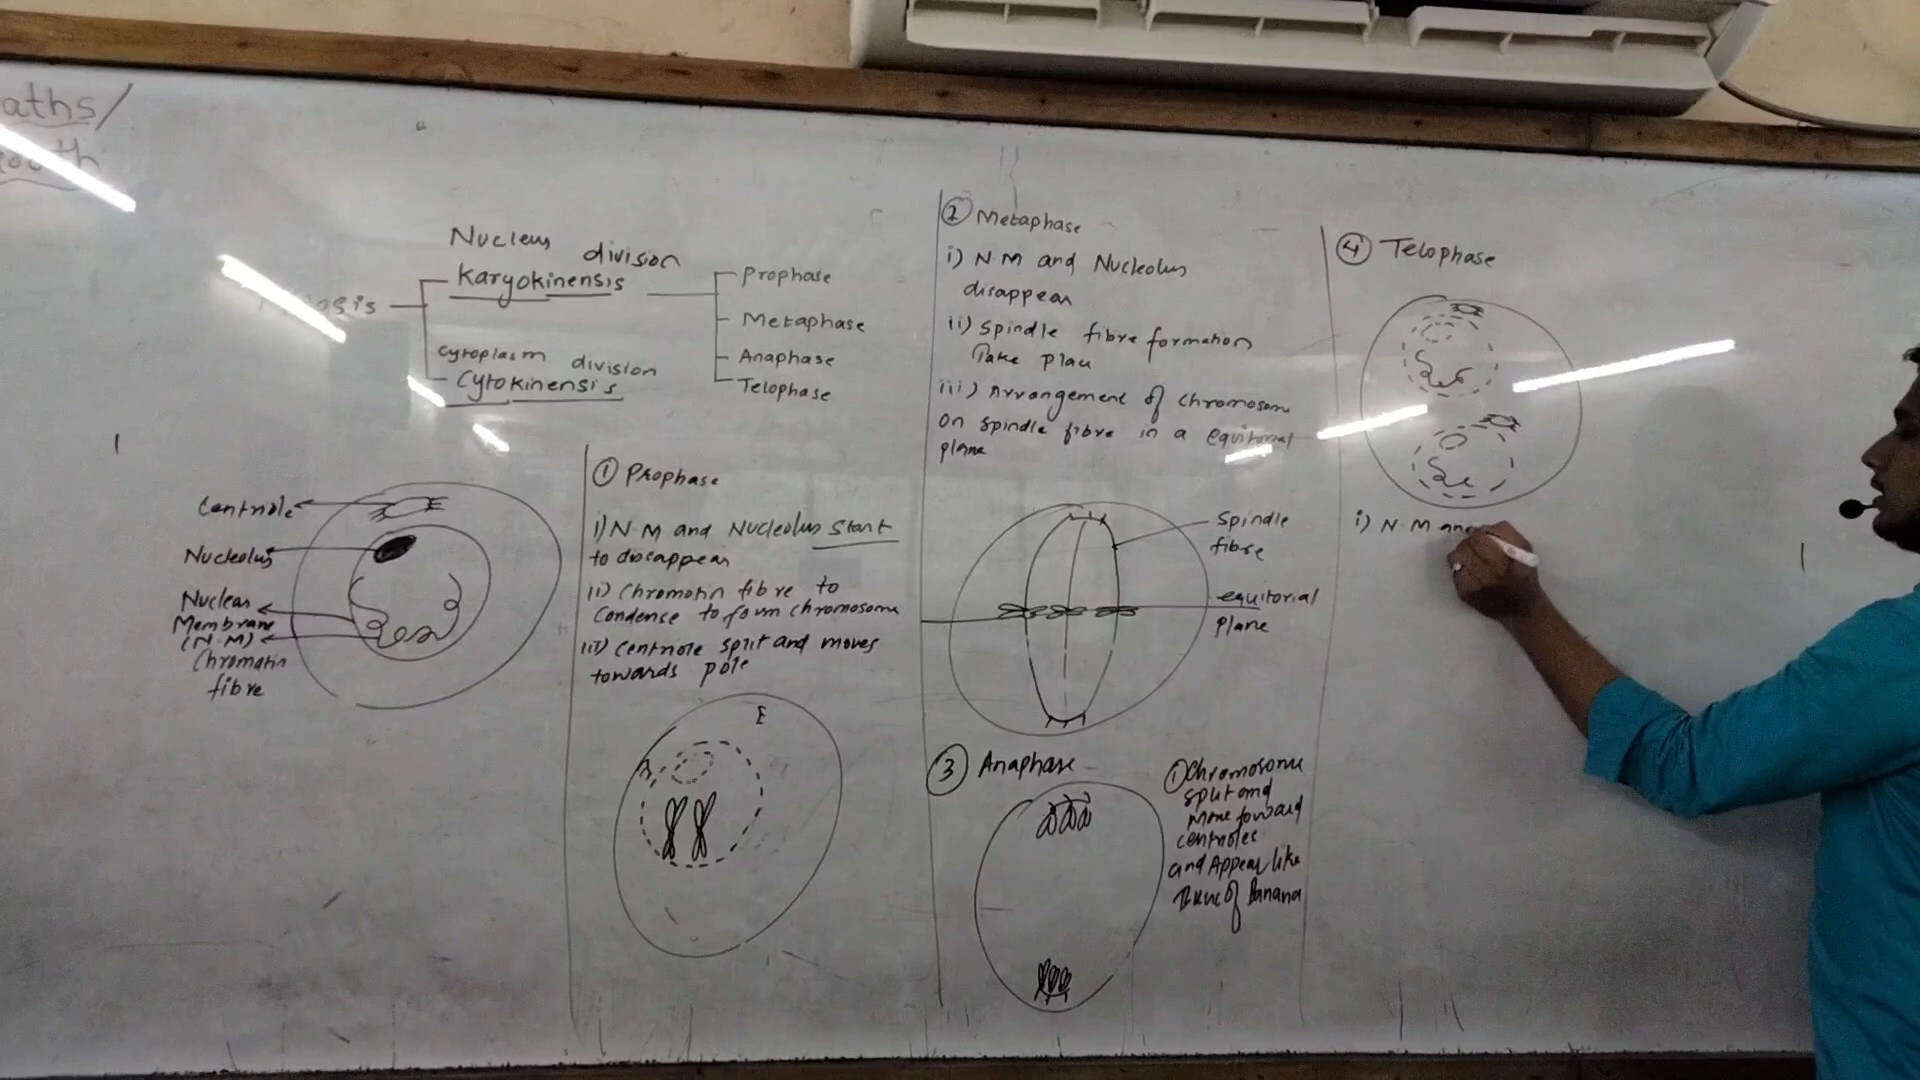 aths/
Nucleus division
Karyokinensis
cytoplasm division
Cytokinensis
Prophase
Metaphase
Anaphase
Telophase
Centriole
Nucleolus
Nuclear
Membrane
(N.M)
Chromatin
fibre
① Prophase
i) N.M and Nucleolus start
to disappear
ii) Chromatin fibre to
Condense to form chromosome
iii) Centriole split and moves
towards pole
② Metaphase
i) N.M and Nucleolus
disappear
ii) Spindle fibre formation
Take place
iii) Arrangement of chromosome
on spindle fibre in a equitorial
plane
Spindle
fibre
equitorial
plane
③ Anaphase
① Chromosome
split and
move toward
centrioles
and Appear like
of Banana
④ Telophase
i) N.M and